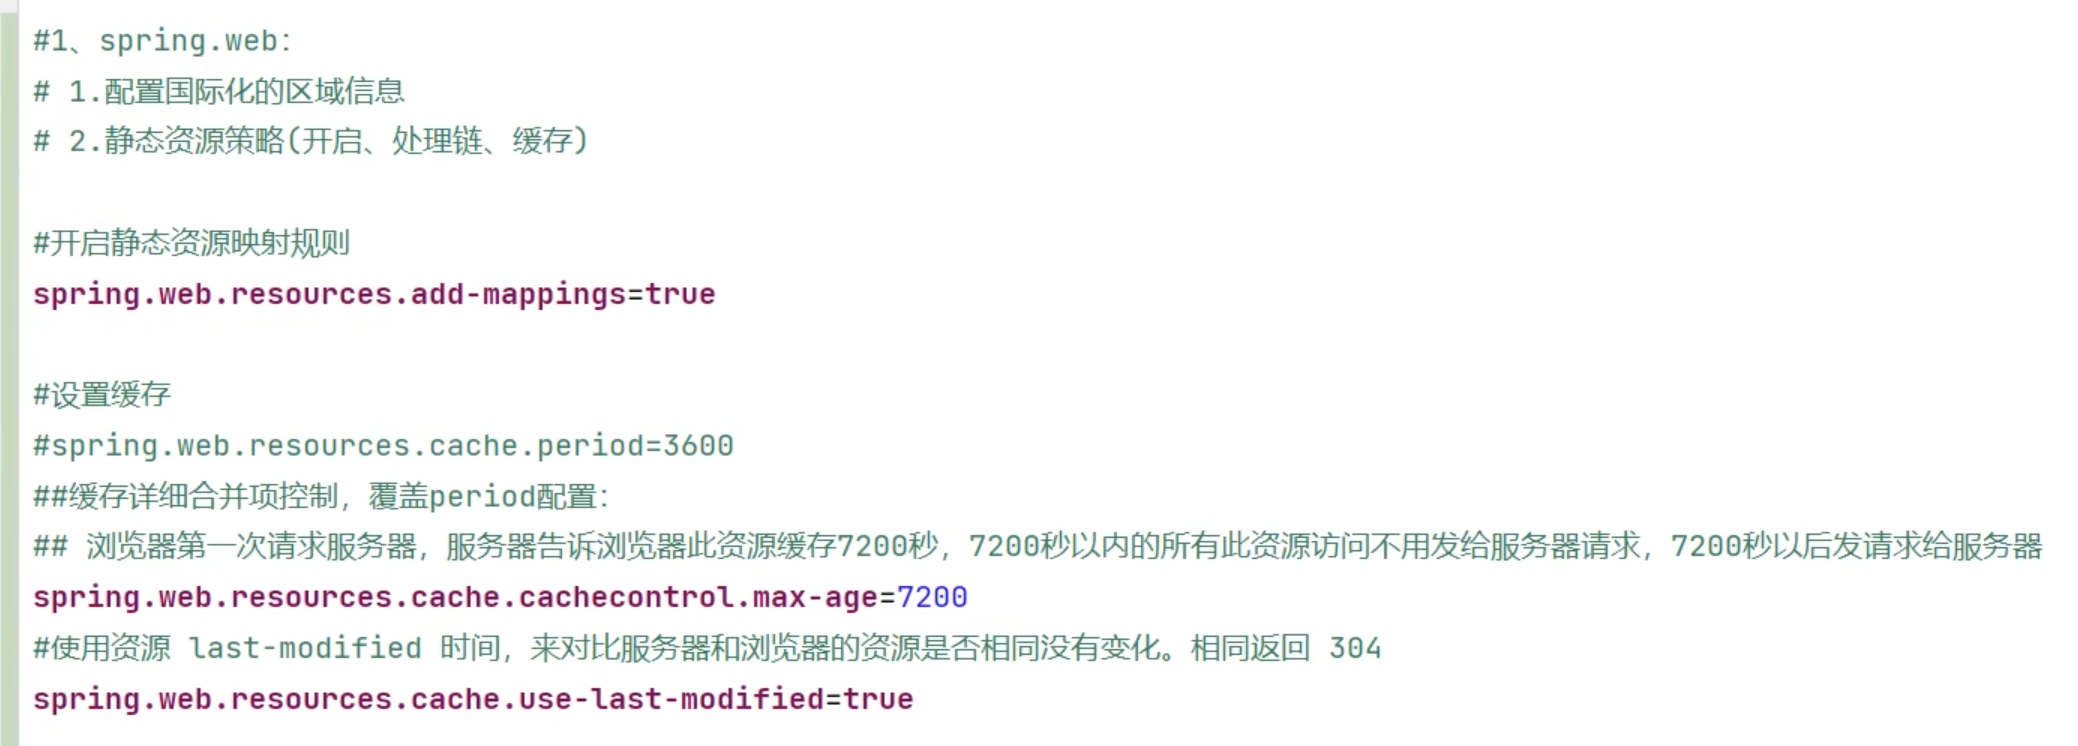 #1、spring.web：
# 1.配置国际化的区域信息
# 2.静态资源策略(开启、处理链、缓存)
#开启静态资源映射规则
spring.web.resources.add-mappings=true
#设置缓存
#spring.web.resources.cache.period=3600
##缓存详细合并项控制，覆盖period配置：
## 浏览器第一次请求服务器，服务器告诉浏览器此资源缓存7200秒，7200秒以内的所有此资源访问不用发给服务器请求，7200秒以后发请求给服务器
spring.web.resources.cache.cachecontrol.max-age=7200
#使用资源 last-modified 时间，来对比服务器和浏览器的资源是否相同没有变化。相同返回 304
spring.web.resources.cache.use-last-modified=true